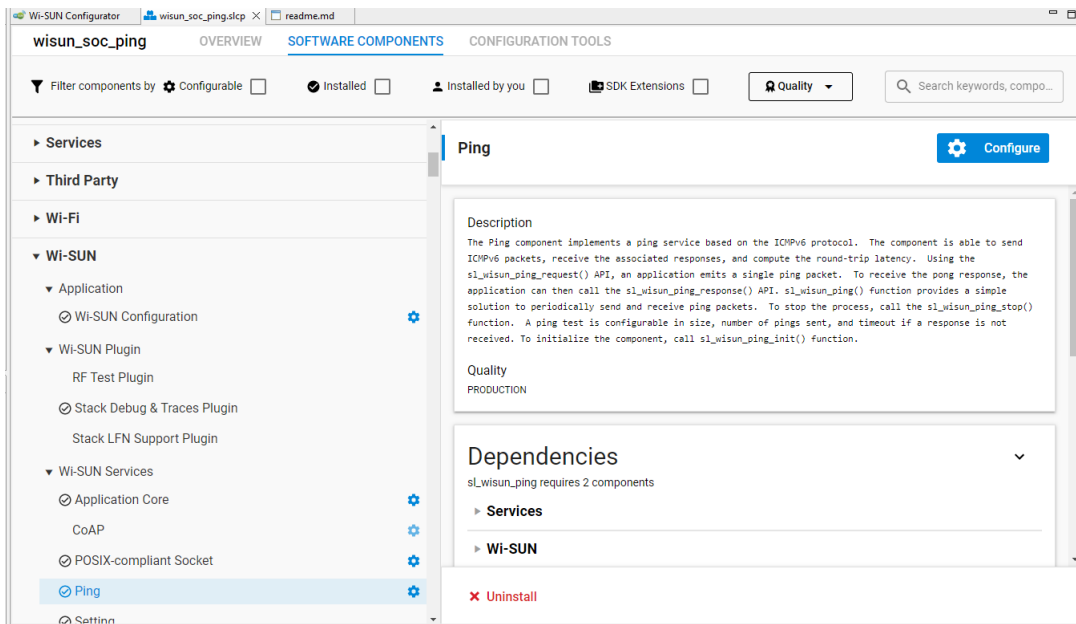 Wi-SUN Configurator wisun_soc_ping.slcp readme.md
wisun_soc_ping OVERVIEW SOFTWARE COMPONENTS CONFIGURATION TOOLS
Filter components by Configurable Installed Installed by you SDK Extensions Quality Search keywords, compo...
Services
Third Party
Wi-Fi
Wi-SUN
Application
Wi-SUN Configuration
Wi-SUN Plugin
RF Test Plugin
Stack Debug & Traces Plugin
Stack LFN Support Plugin
Wi-SUN Services
Application Core
CoAP
POSIX-compliant Socket
Ping
Setting
Ping Configure
Description
The Ping component implements a ping service based on the ICMPv6 protocol. The component is able to send
ICMPv6 packets, receive the associated responses, and compute the round-trip latency. Using the
sl_wisun_ping_request() API, an application emits a single ping packet. To receive the pong response, the
application can then call the sl_wisun_ping_response() API. sl_wisun_ping() function provides a simple
solution to periodically send and receive ping packets. To stop the process, call the sl_wisun_ping_stop()
function. A ping test is configurable in size, number of pings sent, and timeout if a response is not
received. To initialize the component, call sl_wisun_ping_init() function.
Quality
PRODUCTION
Dependencies
sl_wisun_ping requires 2 components
Services
Wi-SUN
Uninstall